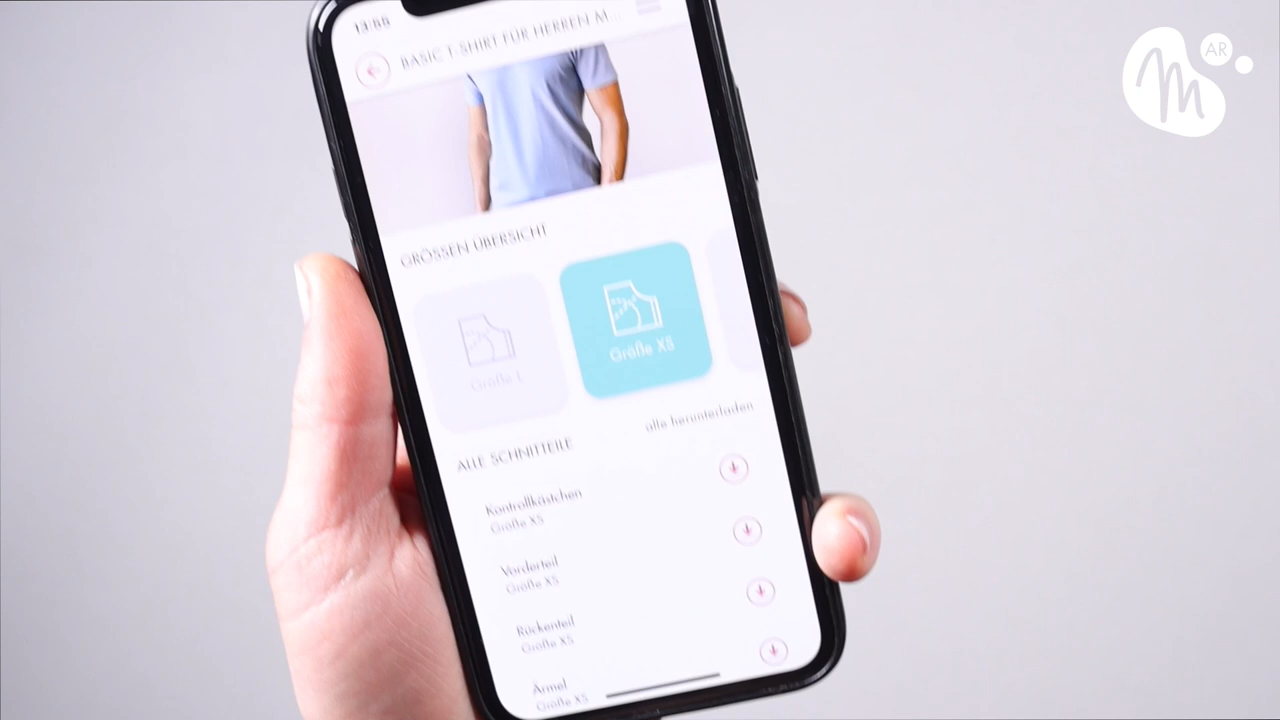 13:55
BASIC T-SHIRT FÜR HERREN M...
GRÖSSEN ÜBERSICHT
Größe L
Größe XS
alle herunterladen
ALLE SCHNITTEILE
Kontrollkästchen
Größe XS
Vorderteil
Größe XS
Rückenteil
Größe XS
Ärmel
Größe XS
M
AR